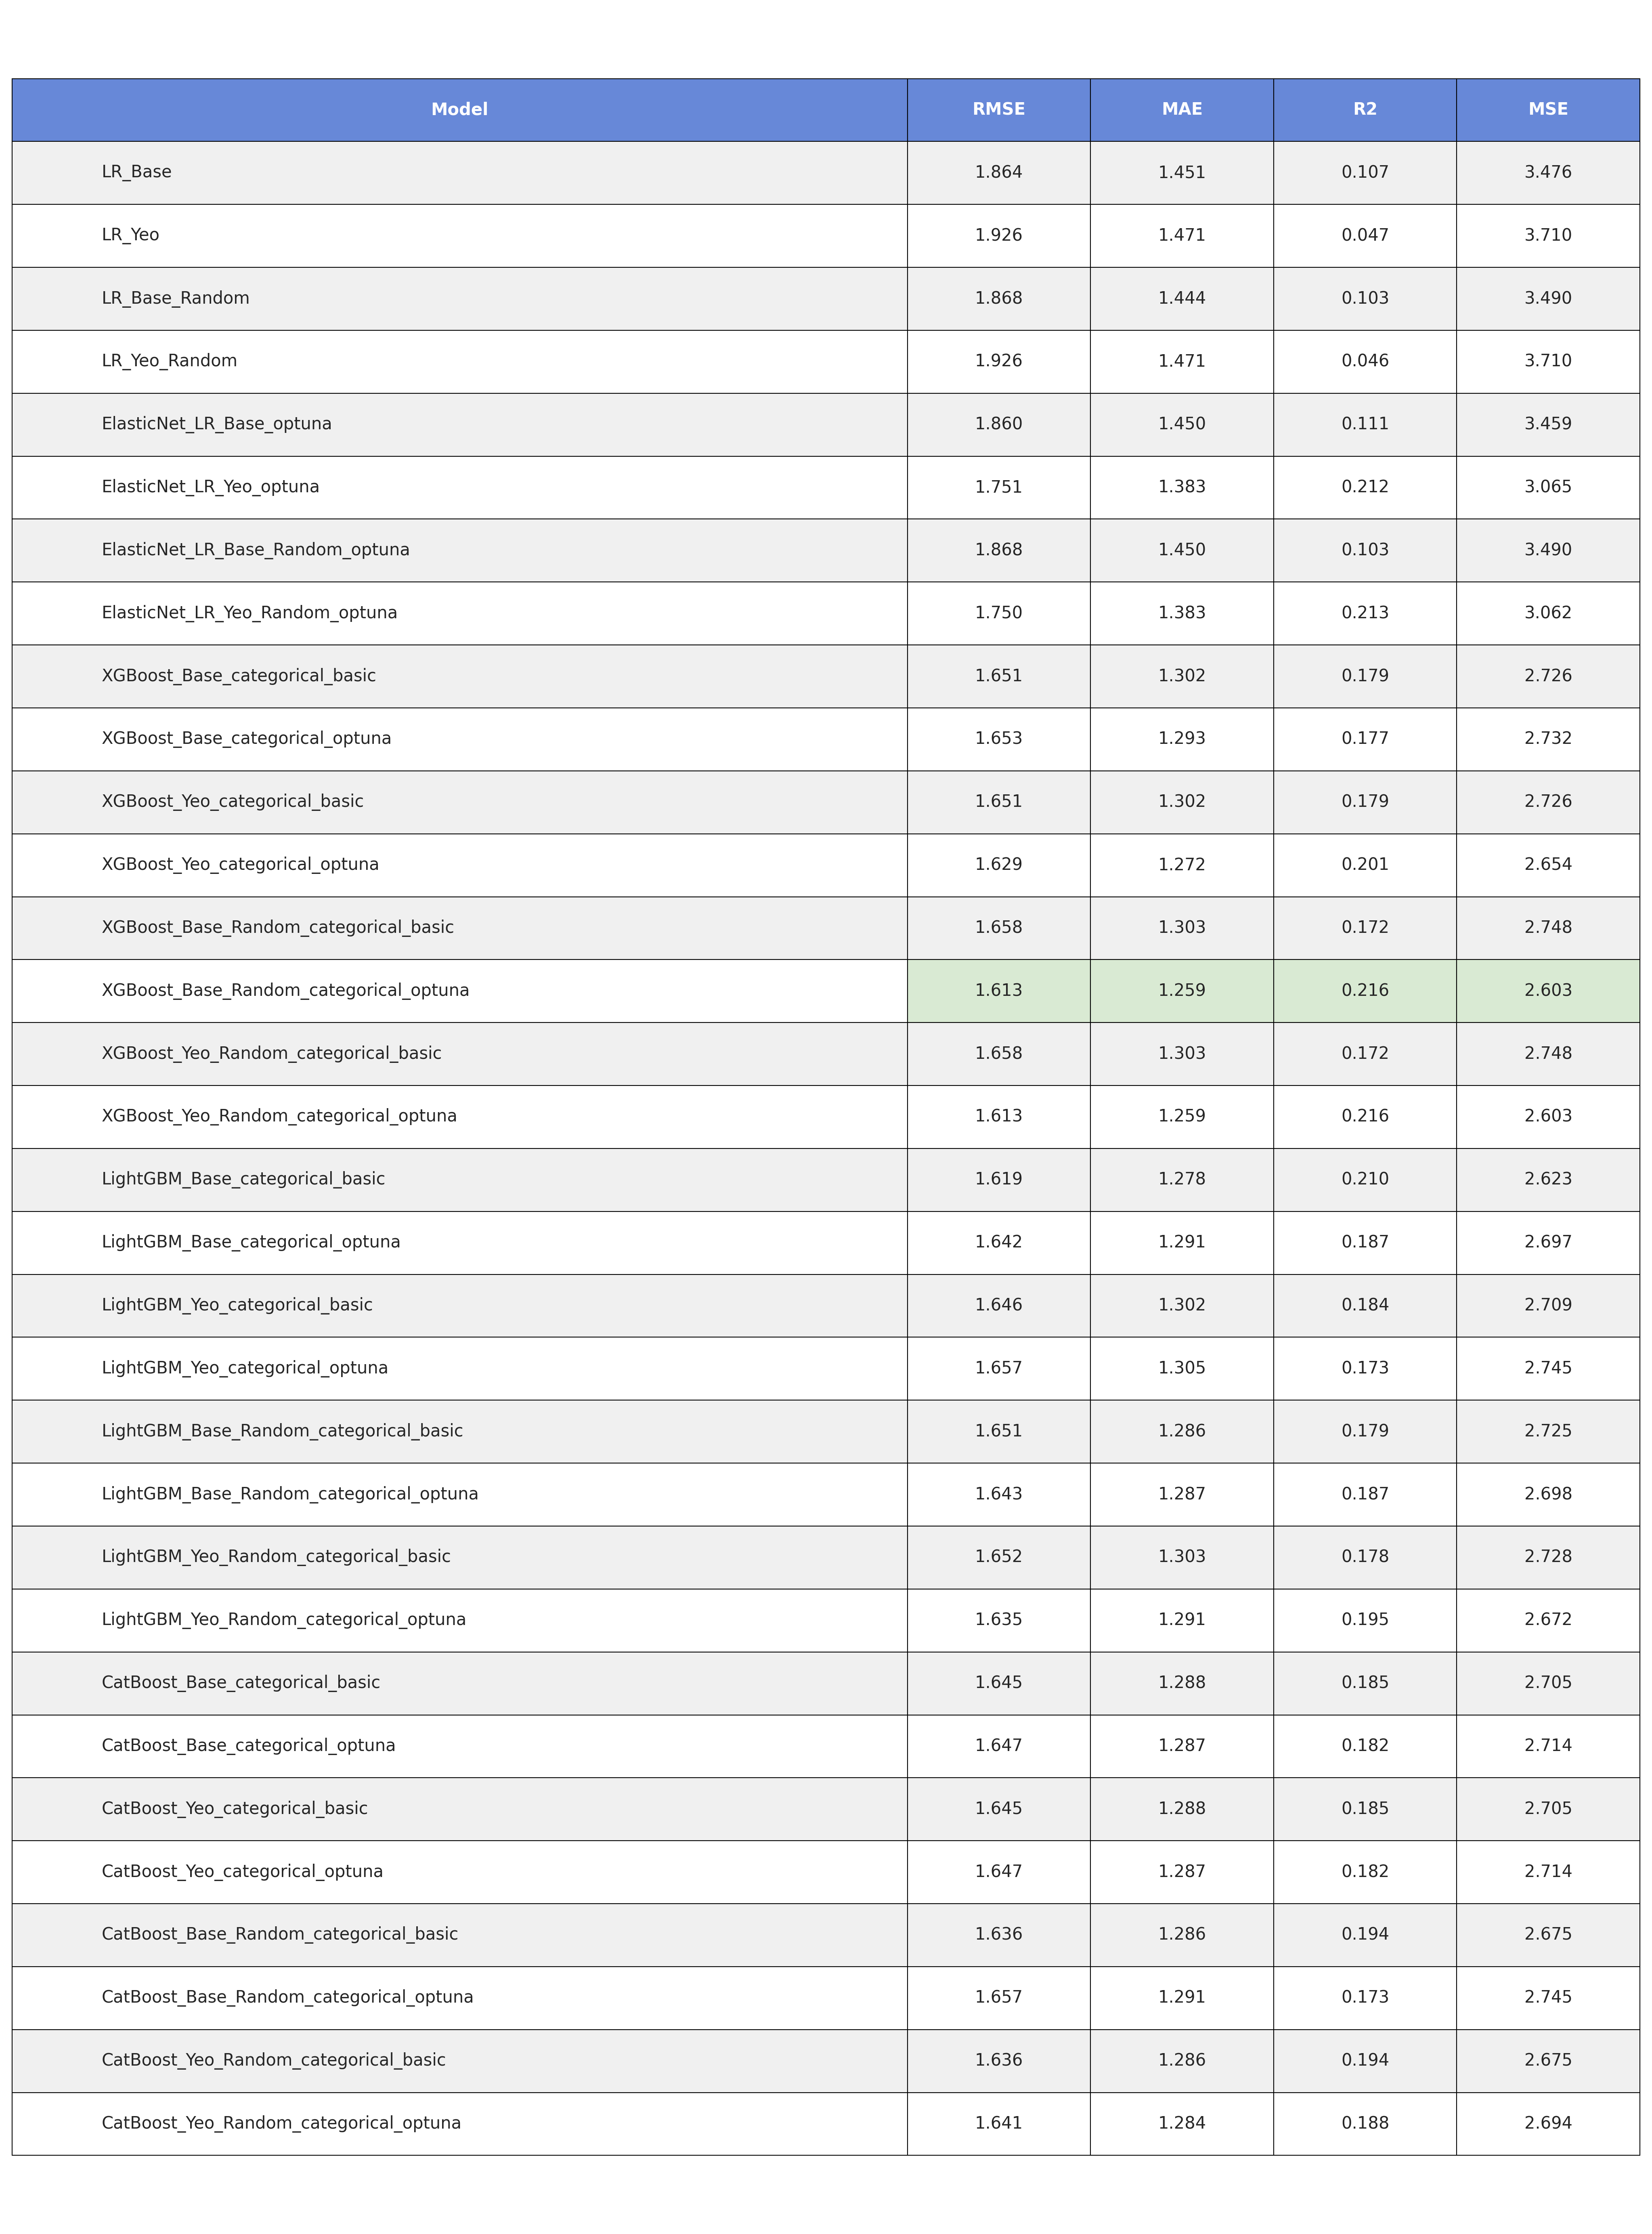 Model RMSE MAE R2 MSE
LR_Base 1.864 1.451 0.107 3.476
LR_Yeo 1.926 1.471 0.047 3.710
LR_Base_Random 1.868 1.444 0.103 3.490
LR_Yeo_Random 1.926 1.471 0.046 3.710
ElasticNet_LR_Base_optuna 1.860 1.450 0.111 3.459
ElasticNet_LR_Yeo_optuna 1.751 1.383 0.212 3.065
ElasticNet_LR_Base_Random_optuna 1.868 1.450 0.103 3.490
ElasticNet_LR_Yeo_Random_optuna 1.750 1.383 0.213 3.062
XGBoost_Base_categorical_basic 1.651 1.302 0.179 2.726
XGBoost_Base_categorical_optuna 1.653 1.293 0.177 2.732
XGBoost_Yeo_categorical_basic 1.651 1.302 0.179 2.726
XGBoost_Yeo_categorical_optuna 1.629 1.272 0.201 2.654
XGBoost_Base_Random_categorical_basic 1.658 1.303 0.172 2.748
XGBoost_Base_Random_categorical_optuna 1.613 1.259 0.216 2.603
XGBoost_Yeo_Random_categorical_basic 1.658 1.303 0.172 2.748
XGBoost_Yeo_Random_categorical_optuna 1.613 1.259 0.216 2.603
LightGBM_Base_categorical_basic 1.619 1.278 0.210 2.623
LightGBM_Base_categorical_optuna 1.642 1.291 0.187 2.697
LightGBM_Yeo_categorical_basic 1.646 1.302 0.184 2.709
LightGBM_Yeo_categorical_optuna 1.657 1.305 0.173 2.745
LightGBM_Base_Random_categorical_basic 1.651 1.286 0.179 2.725
LightGBM_Base_Random_categorical_optuna 1.643 1.287 0.187 2.698
LightGBM_Yeo_Random_categorical_basic 1.652 1.303 0.178 2.728
LightGBM_Yeo_Random_categorical_optuna 1.635 1.291 0.195 2.672
CatBoost_Base_categorical_basic 1.645 1.288 0.185 2.705
CatBoost_Base_categorical_optuna 1.647 1.287 0.182 2.714
CatBoost_Yeo_categorical_basic 1.645 1.288 0.185 2.705
CatBoost_Yeo_categorical_optuna 1.647 1.287 0.182 2.714
CatBoost_Base_Random_categorical_basic 1.636 1.286 0.194 2.675
CatBoost_Base_Random_categorical_optuna 1.657 1.291 0.173 2.745
CatBoost_Yeo_Random_categorical_basic 1.636 1.286 0.194 2.675
CatBoost_Yeo_Random_categorical_optuna 1.641 1.284 0.188 2.694